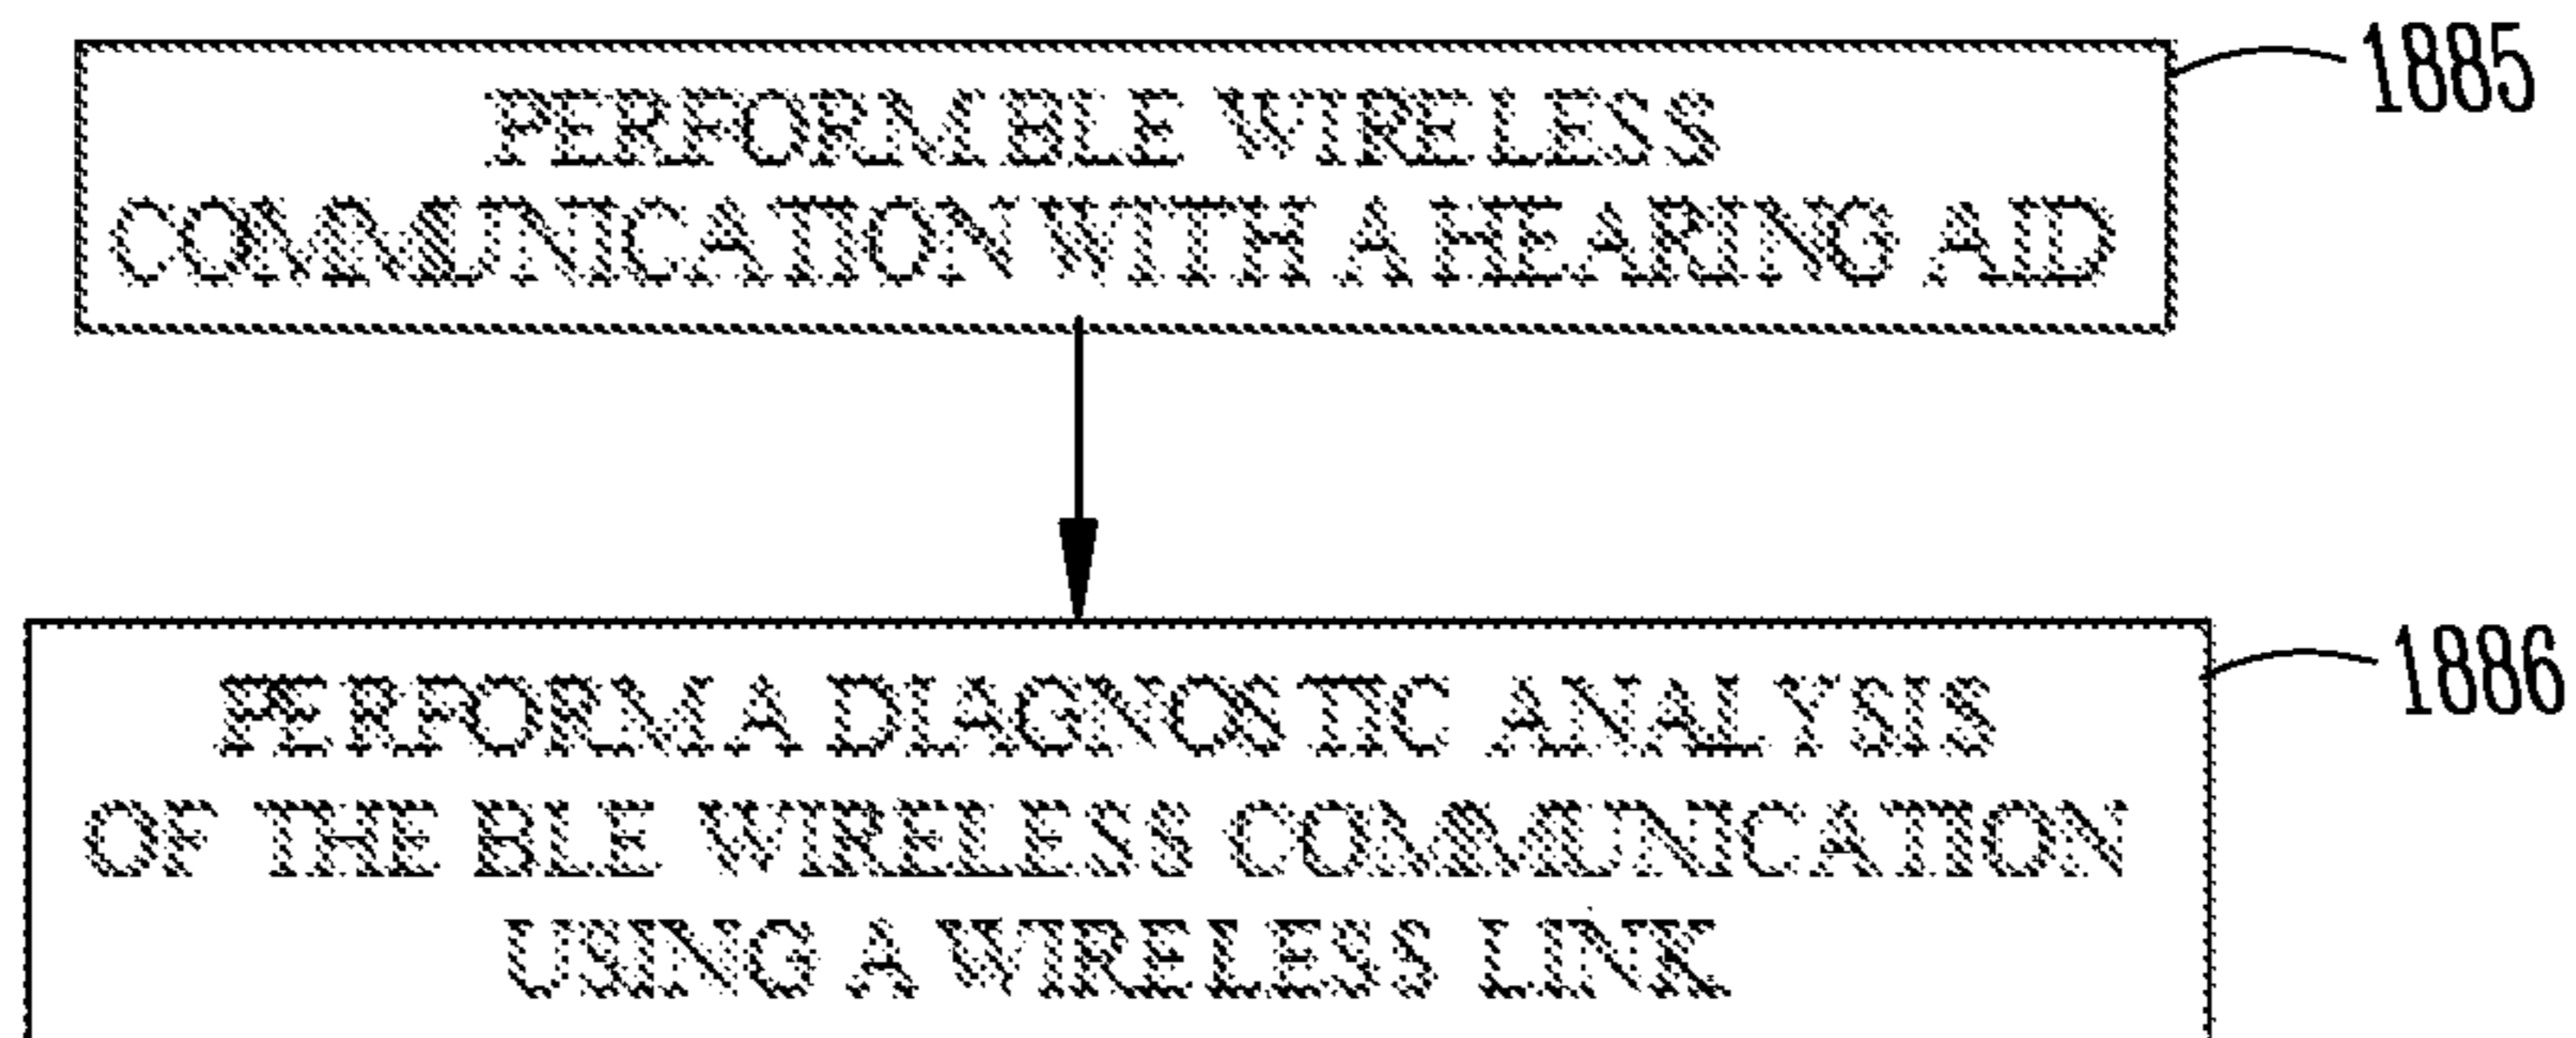 1885
PERFORM BLE WIRELESS
COMMUNICATION WITH A HEARING AID
1886
PERFORM A DIAGNOSTIC ANALYSIS
OF THE BLE WIRELESS COMMUNICATION
USING A WIRELESS LINK